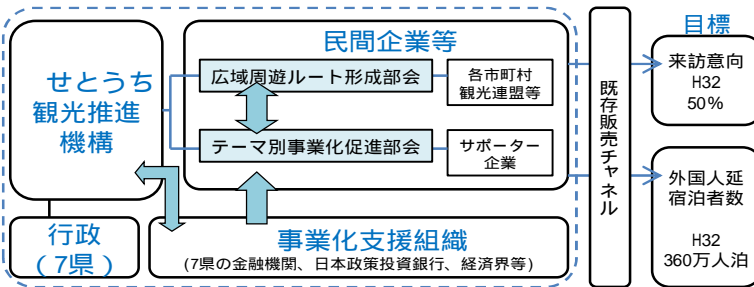 せとうち
観光推進
機構
行政
(7県)
民間企業等
広域周遊ルート形成部会
各市町村
観光連盟等
テーマ別事業化促進部会
サポーター
企業
事業化支援組織
(7県の金融機関、日本政策投資銀行、経済界等)
既存販売チャネル
目標
来訪意向
H32
50%
外国人延
宿泊者数
H32
360万人泊